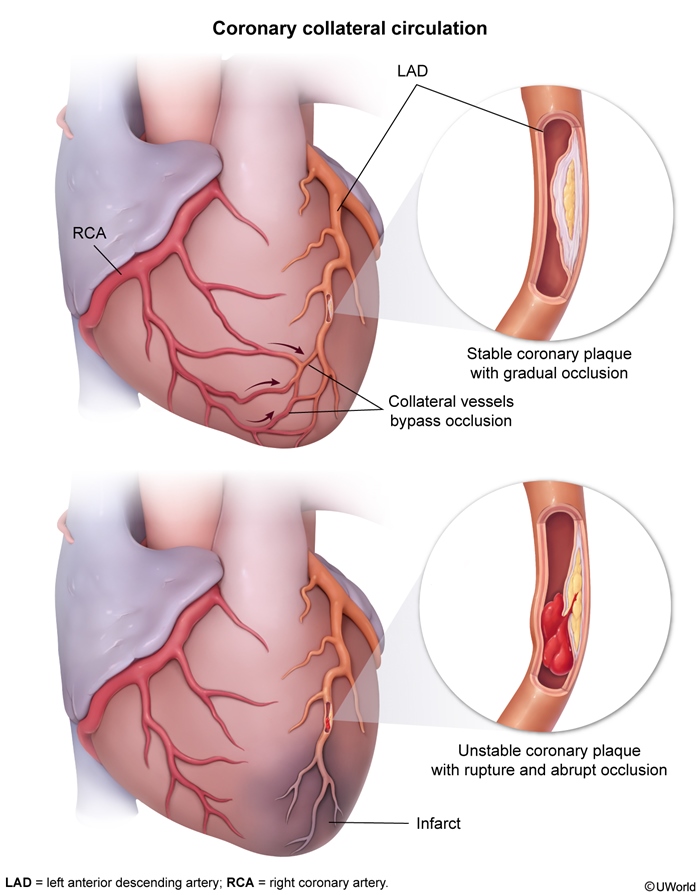 Coronary collateral circulation
LAD
RCA
Stable coronary plaque
with gradual occlusion
Collateral vessels
bypass occlusion
Unstable coronary plaque
with rupture and abrupt occlusion
Infarct
LAD = left anterior descending artery; RCA = right coronary artery.
©UWorld